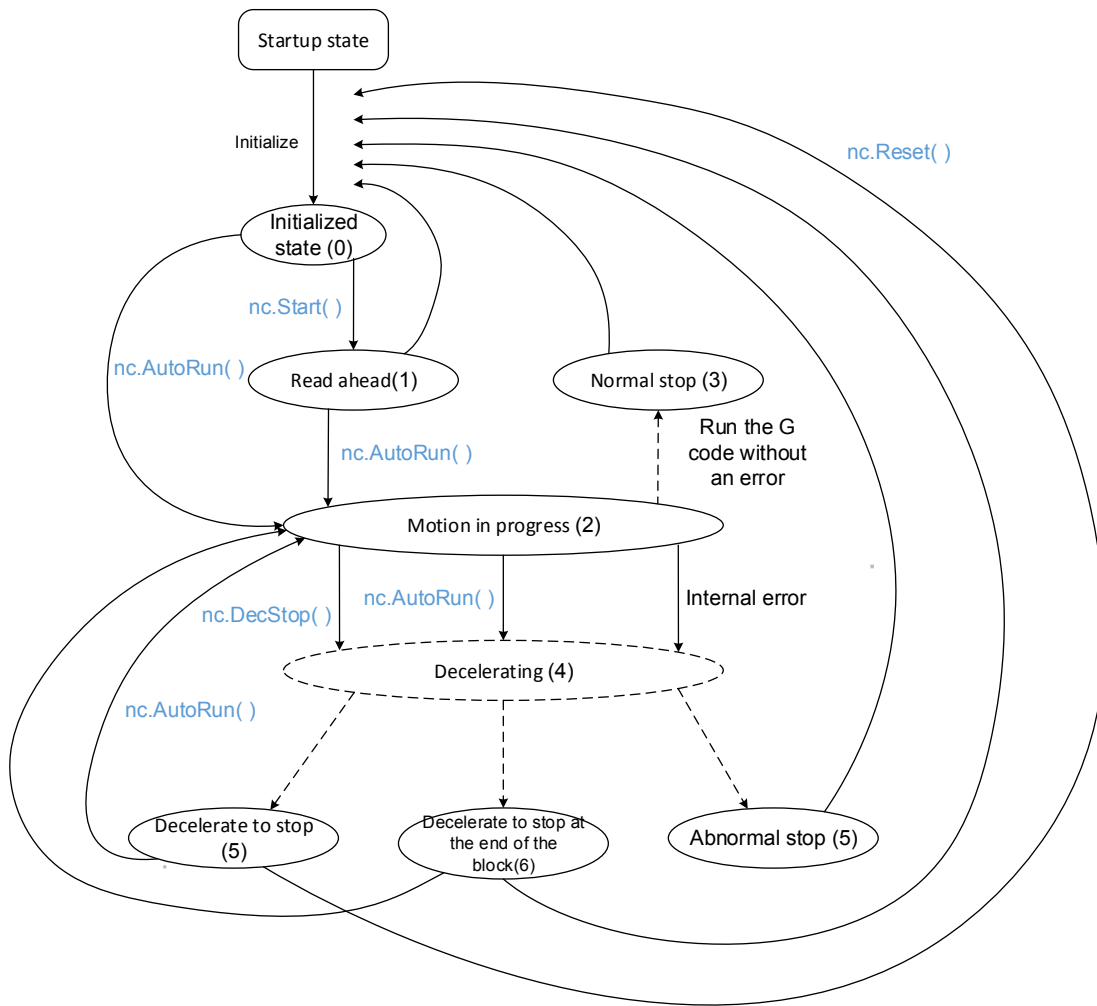 Startup state
Initialize
nc.Reset( )
Initialized
state (0)
nc.Start( )
nc.AutoRun( )
Read ahead(1)
Normal stop (3)
Run the G
code without
an error
nc.AutoRun( )
Motion in progress (2)
nc.DecStop( )
nc.AutoRun( )
Internal error
Decelerating (4)
nc.AutoRun( )
Decelerate to stop
(5)
Decelerate to stop at
the end of the
block(6)
Abnormal stop (5)